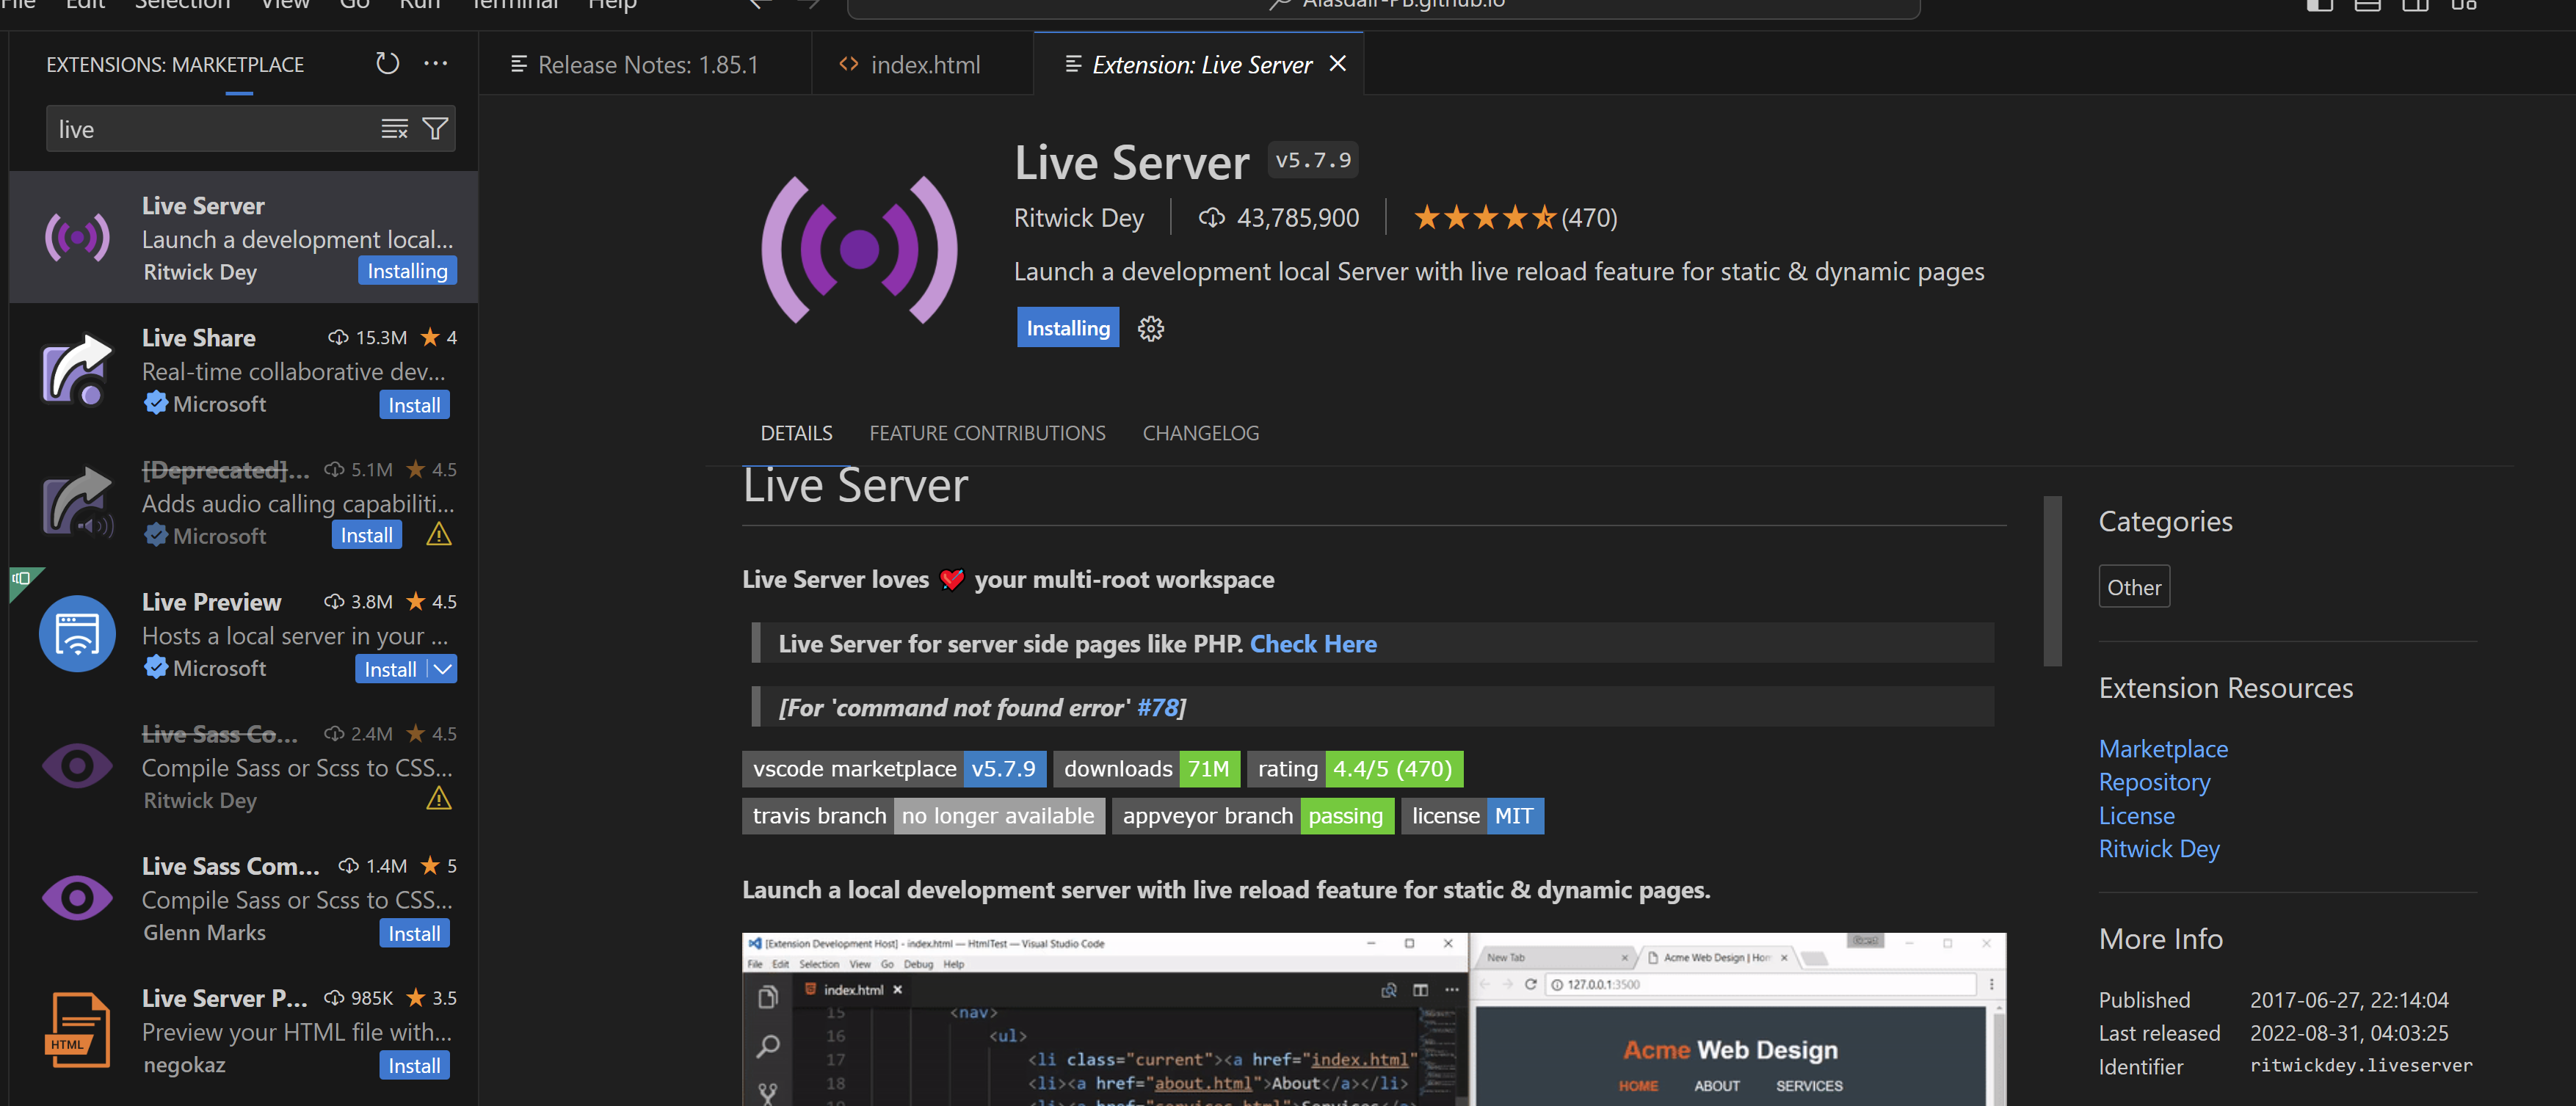 File Edit Selection View Go Run Terminal Help
Alasdair-PB.github.io
EXTENSIONS: MARKETPLACE
live
Live Server
Launch a development local...
Ritwick Dey
Installing
Live Share 15.3M 4
Real-time collaborative dev...
Microsoft
Install
[Deprecated]... 5.1M 4.5
Adds audio calling capabiliti...
Microsoft
Install
Live Preview 3.8M 4.5
Hosts a local server in your ...
Microsoft
Install
Live Sass Co... 2.4M 4.5
Compile Sass or Scss to CSS...
Ritwick Dey
Live Sass Com... 1.4M 5
Compile Sass or Scss to CSS...
Glenn Marks
Install
HTML
Live Server P... 985K 3.5
Preview your HTML file with...
negokaz
Install
Release Notes: 1.85.1
index.html
Extension: Live Server
Live Server v5.7.9
Ritwick Dey 43,785,900 (470)
Launch a development local Server with live reload feature for static & dynamic pages
Installing
DETAILS FEATURE CONTRIBUTIONS CHANGELOG
Live Server
Live Server loves 💘 your multi-root workspace
Live Server for server side pages like PHP. Check Here
[For 'command not found error' #78]
vscode marketplace v5.7.9 downloads 71M rating 4.4/5 (470)
travis branch no longer available appveyor branch passing license MIT
Launch a local development server with live reload feature for static & dynamic pages.
[Extension Development Host] - index.html — HtmlTest — Visual Studio Code
File Edit Selection View Go Debug Help
index.html
15 <nav>
16 <ul>
17 <li class="current"><a href="index.html"
18 <li><a href="about.html">About</a></li>
19 <li><a href="services.html">Services</a>
Guest
New Tab
Acme Web Design | Hom
127.0.0.1:3500
Acme Web Design
HOME ABOUT SERVICES
Categories
Other
Extension Resources
Marketplace
Repository
License
Ritwick Dey
More Info
Published 2017-06-27, 22:14:04
Last released 2022-08-31, 04:03:25
Identifier ritwickdey.liveserver